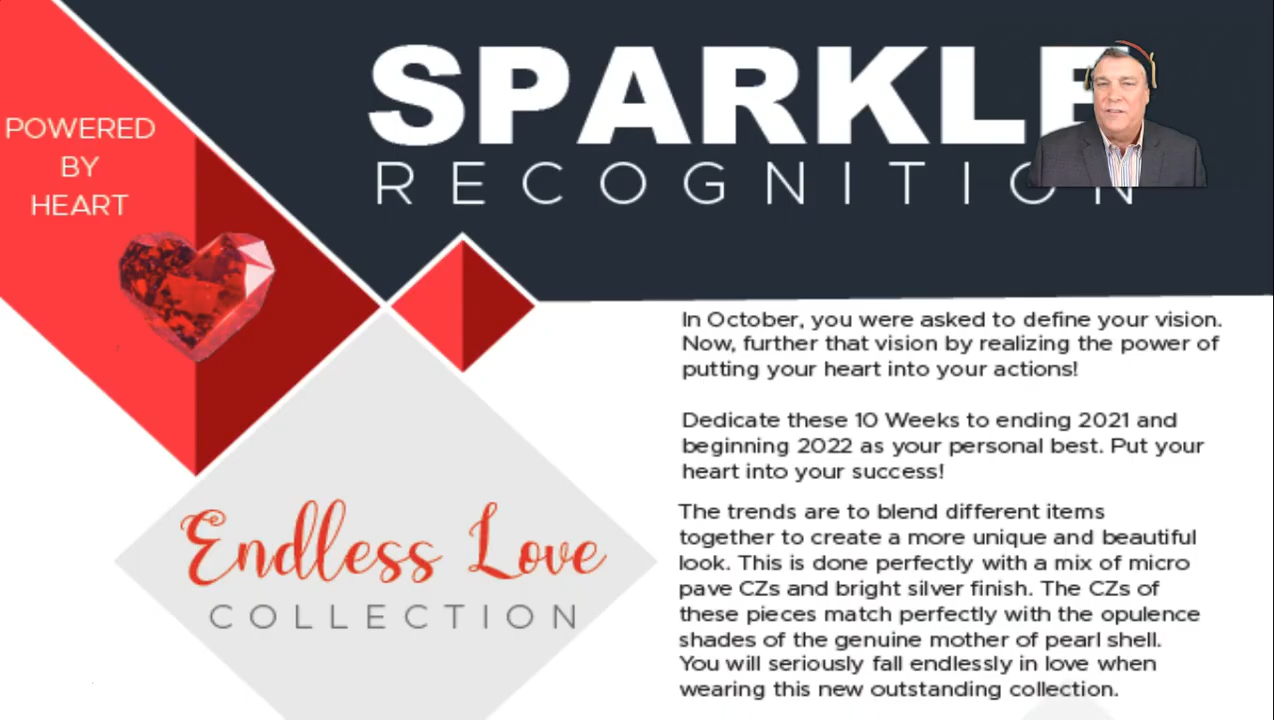 SPARKLE
RECOGNITION
POWERED
BY
HEART
In October, you were asked to define your vision.
Now, further that vision by realizing the power of
putting your heart into your actions!
Dedicate these 10 Weeks to ending 2021 and
beginning 2022 as your personal best. Put your
heart into your success!
The trends are to blend different items
together to create a more unique and beautiful
look. This is done perfectly with a mix of micro
pave CZs and bright silver finish. The CZs of
these pieces match perfectly with the opulence
shades of the genuine mother of pearl shell.
You will seriously fall endlessly in love when
wearing this new outstanding collection.
Endless Love
COLLECTION